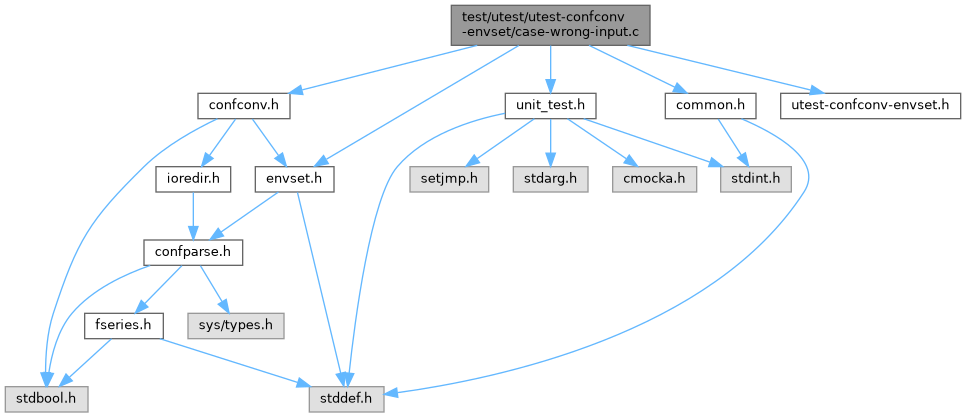 test/utest/utest-confconv
-envset/case-wrong-input.c
confconv.h
unit_test.h
common.h
utest-confconv-envset.h
ioredir.h
envset.h
setjmp.h
stdarg.h
cmocka.h
stdint.h
confparse.h
fseries.h
sys/types.h
stdbool.h
stddef.h